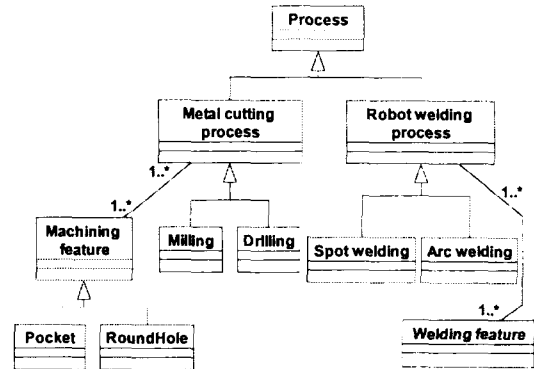 Process
Metal cutting
process
Robot welding
process
1..*
1..*
1..*
Machining
feature
Milling
Drilling
Spot welding
Arc welding
1..*
Pocket
RoundHole
Welding feature